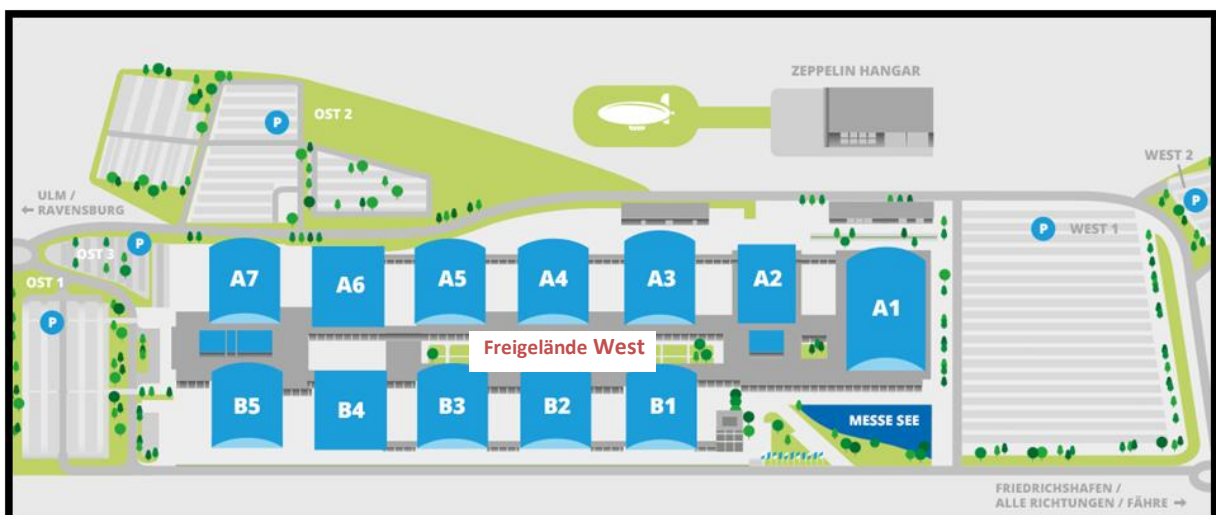 ZEPPELIN HANGAR
OST 2
P
WEST 2
ULM /
← RAVENSBURG
P
P
WEST 1
P
OST 3
OST 1
P
A7
A6
A5
A4
A3
A2
A1
Freigelände West
B5
B4
B3
B2
B1
MESSE SEE
FRIEDRICHSHAFEN /
ALLE RICHTUNGEN / FÄHRE →